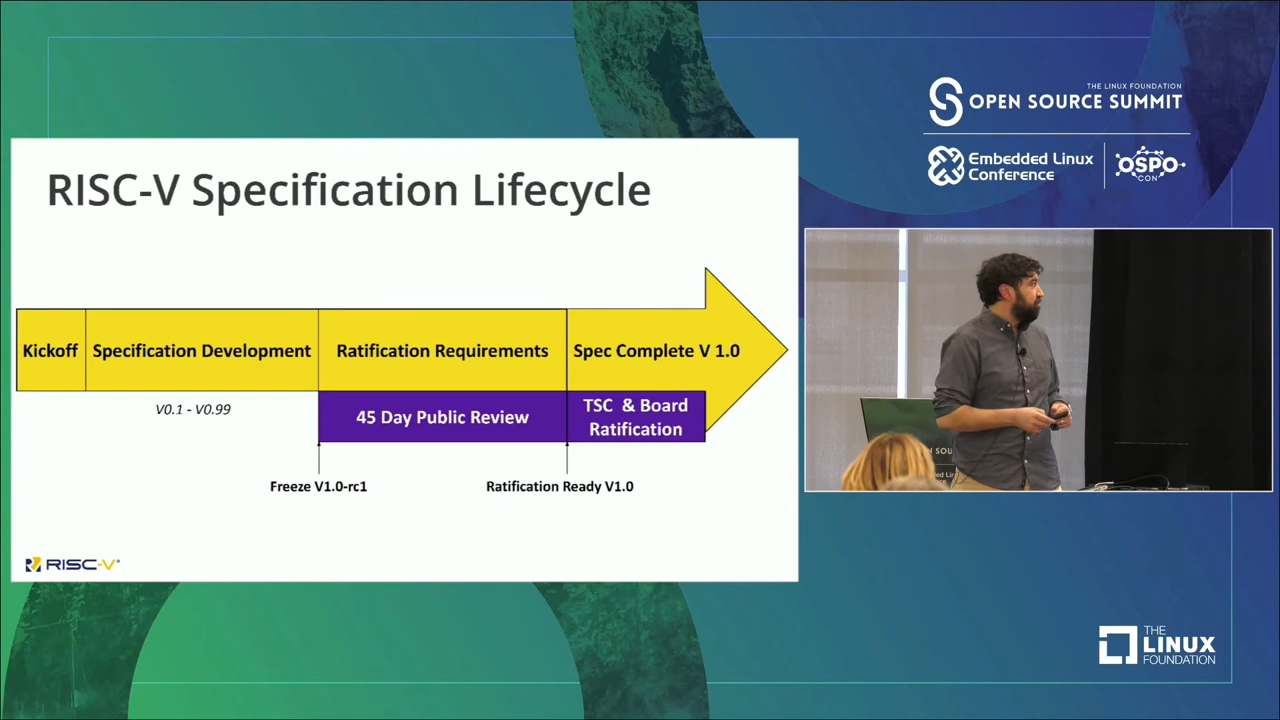 THE LINUX FOUNDATION
OPEN SOURCE SUMMIT
Embedded Linux
Conference
OSPO
CON
RISC-V Specification Lifecycle
Kickoff
Specification Development
Ratification Requirements
Spec Complete V 1.0
V0.1 - V0.99
45 Day Public Review
TSC & Board
Ratification
Freeze V1.0-rc1
Ratification Ready V1.0
RISC-V®
THE
LINUX
FOUNDATION